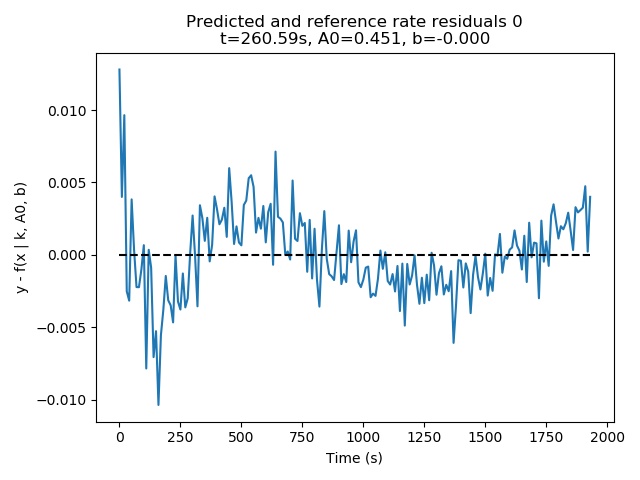 Predicted and reference rate residuals 0
t=260.59s, A0=0.451, b=-0.000
0.010
0.005
0.000
−0.005
−0.010
y - f(x | k, A0, b)
0 250 500 750 1000 1250 1500 1750 2000
Time (s)